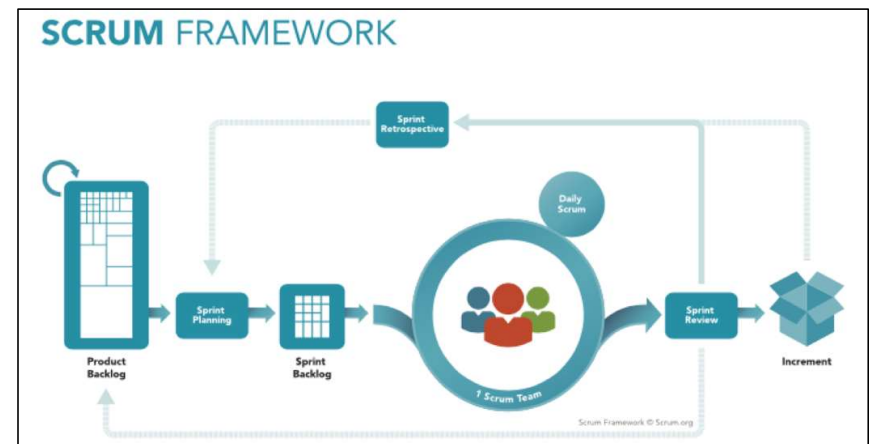 SCRUM FRAMEWORK
Sprint
Retrospective
Daily
Scrum
Sprint
Planning
Sprint
Review
Product
Backlog
Sprint
Backlog
1 Scrum Team
Increment
Scrum Framework © Scrum.org